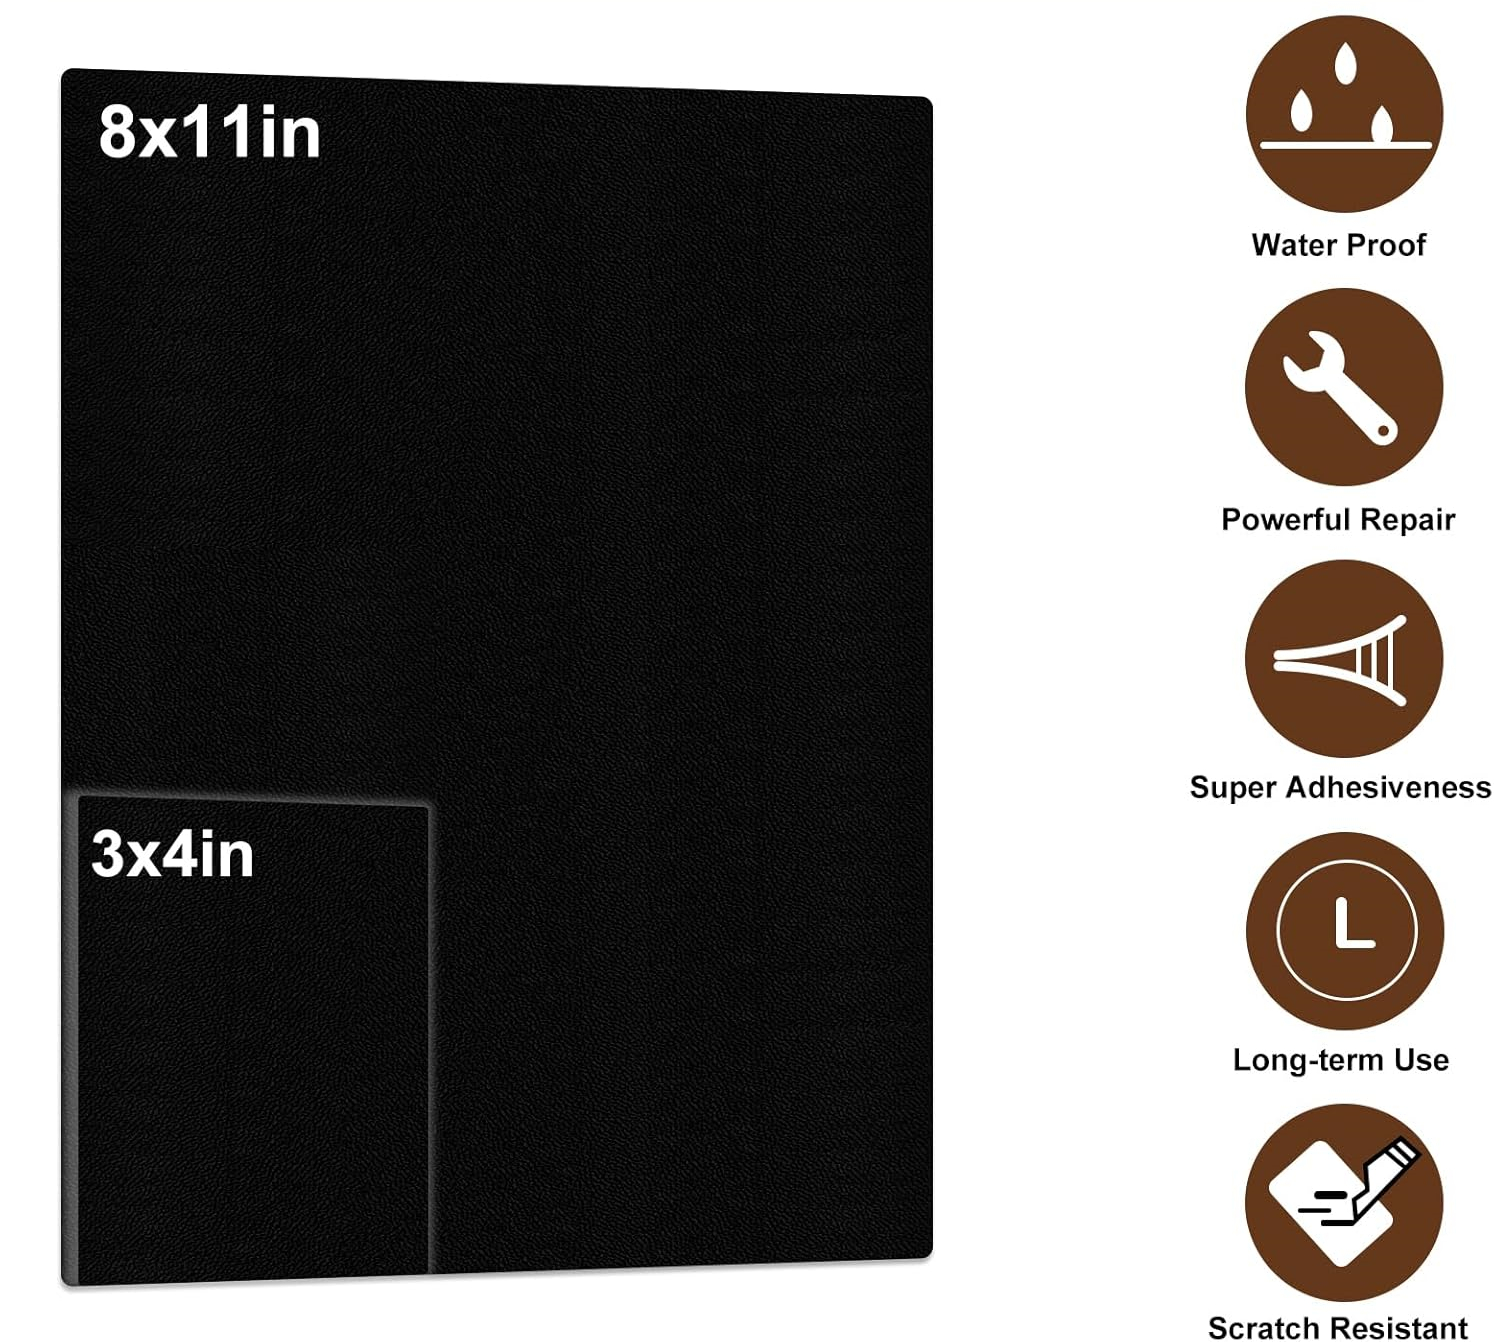 8x11in
3x4in
Water Proof
Powerful Repair
Super Adhesiveness
Long-term Use
Scratch Resistant